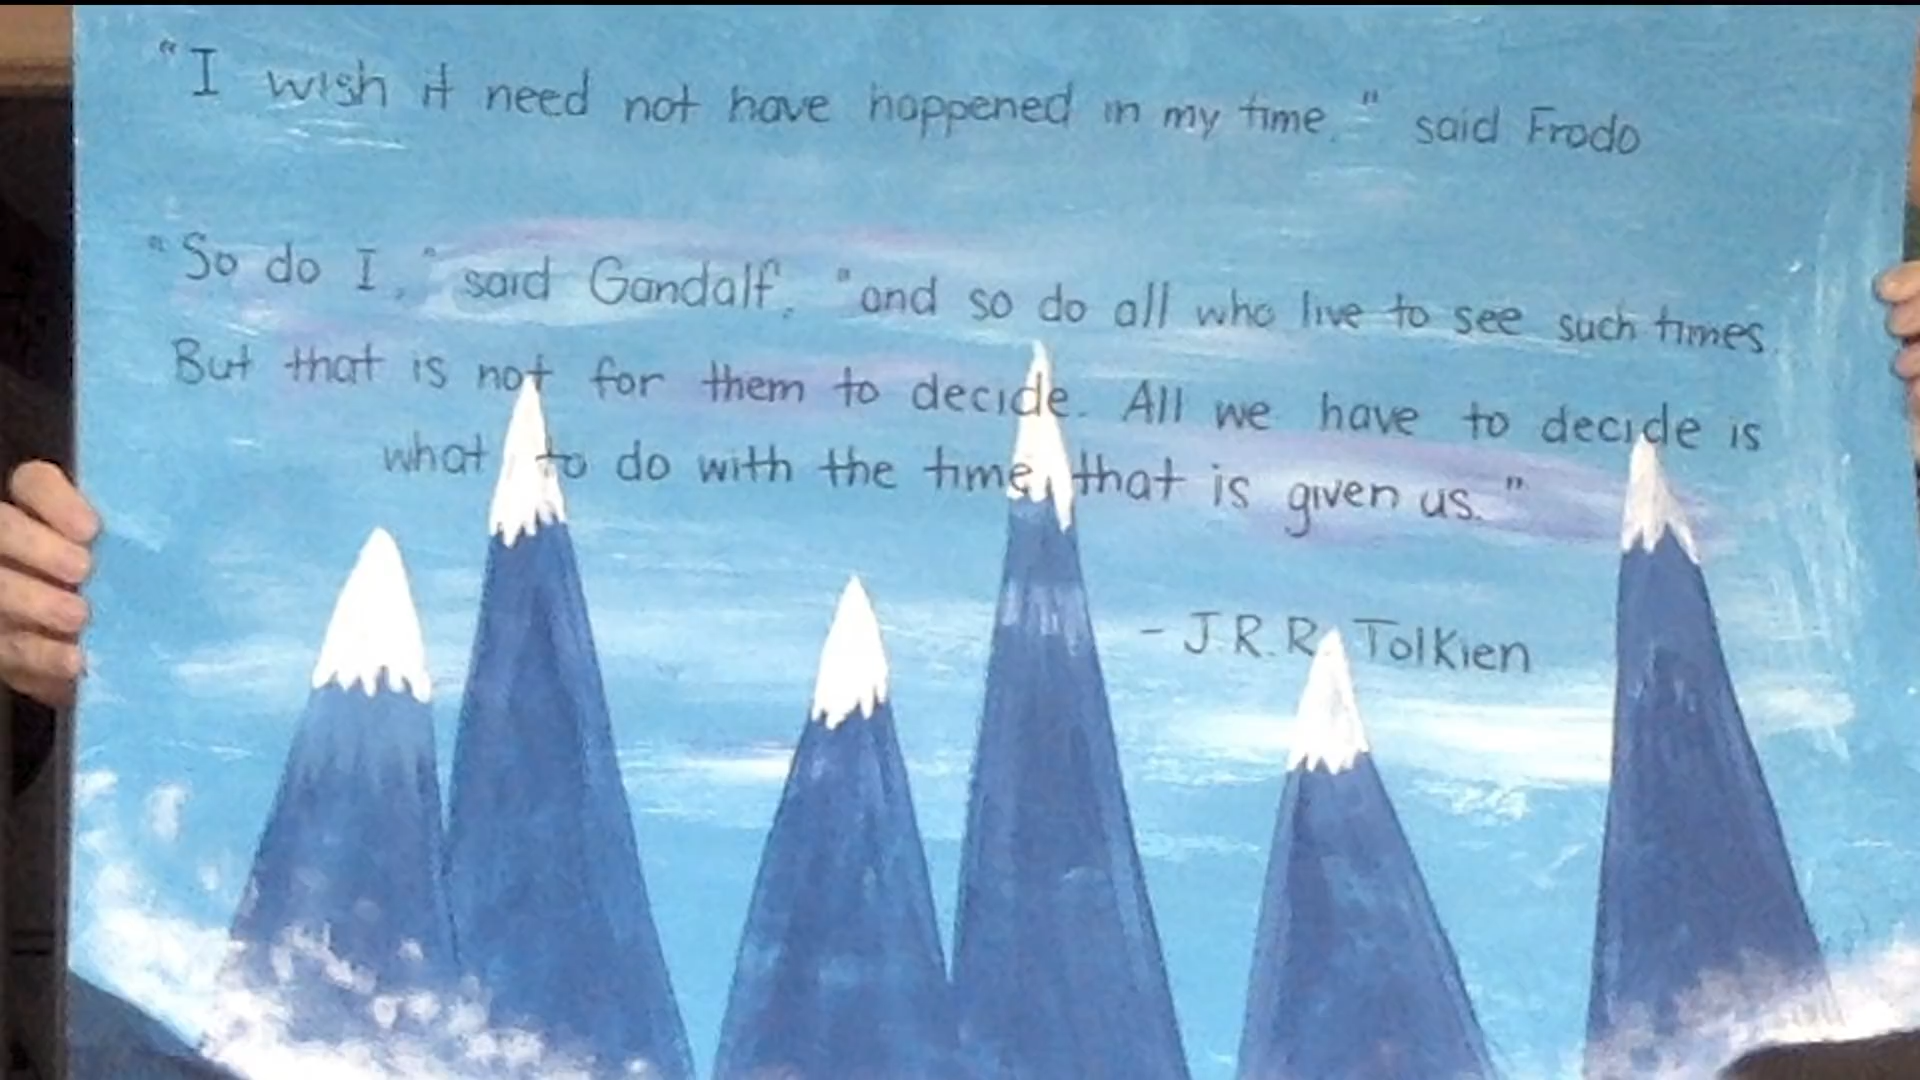 "I wish it need not have happened in my time." said Frodo
"So do I," said Gandalf, "and so do all who live to see such times.
But that is not for them to decide. All we have to decide is
what to do with the time that is given us."
- J.R.R. Tolkien